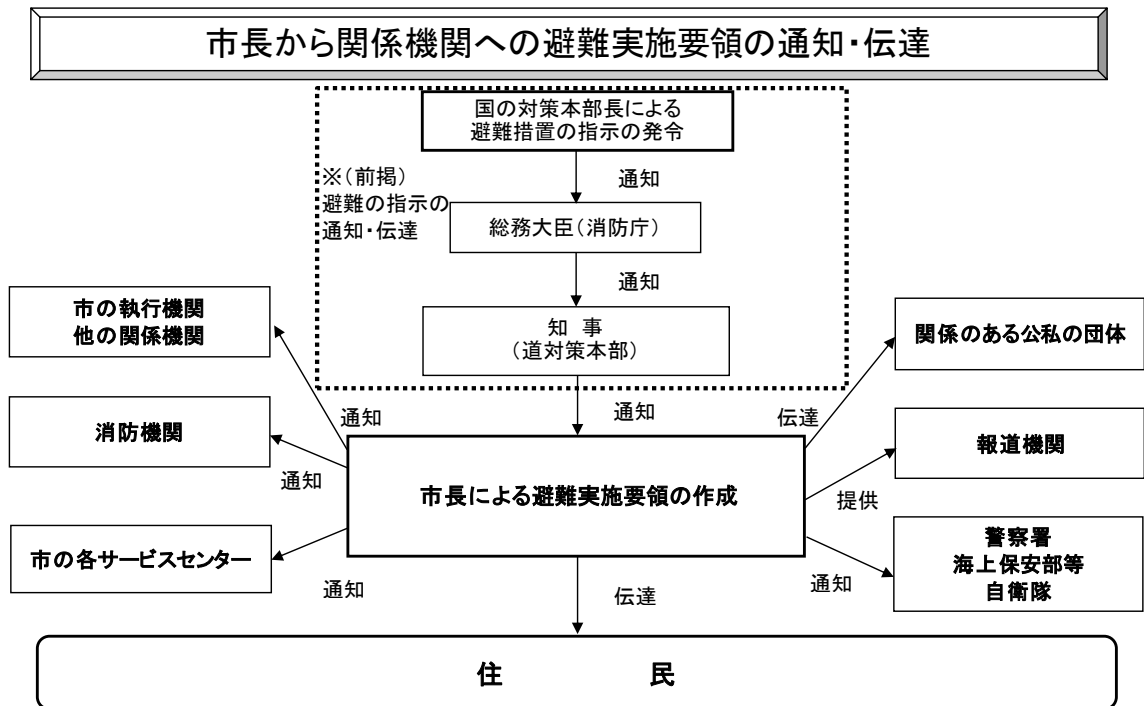 市長から関係機関への避難実施要領の通知・伝達
国の対策本部長による
避難措置の指示の発令
※（前掲）
避難の指示の
通知・伝達
通知
総務大臣（消防庁）
通知
知　事
（道対策本部）
市の執行機関
他の関係機関
関係のある公私の団体
通知
通知
伝達
消防機関
報道機関
通知
市長による避難実施要領の作成
提供
市の各サービスセンター
警察署
海上保安部等
自衛隊
通知
伝達
通知
住　　　　　民